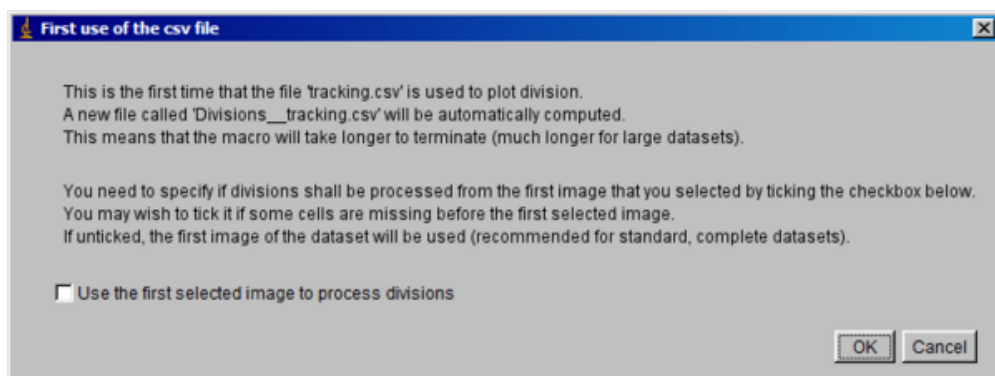 First use of the csv file
This is the first time that the file 'tracking.csv' is used to plot division.
A new file called 'Divisions__tracking.csv' will be automatically computed.
This means that the macro will take longer to terminate (much longer for large datasets).
You need to specify if divisions shall be processed from the first image that you selected by ticking the checkbox below.
You may wish to tick it if some cells are missing before the first selected image.
If unticked, the first image of the dataset will be used (recommended for standard, complete datasets).
Use the first selected image to process divisions
OK Cancel